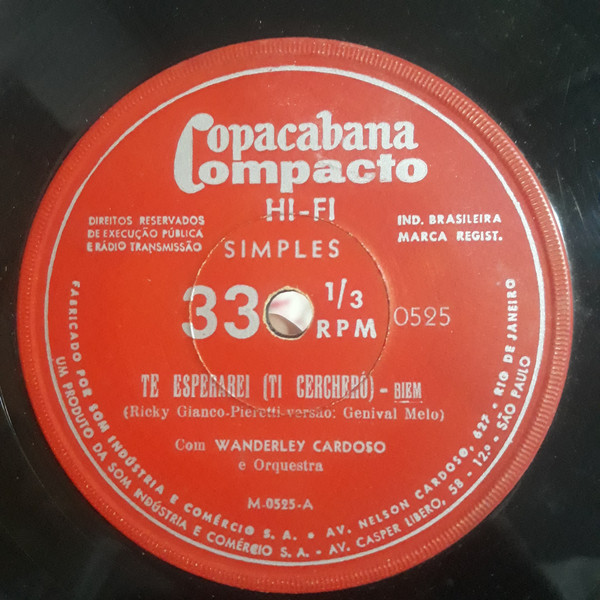 Copacabana
Compacto
HI-FI
DIREITOS RESERVADOS
DE EXECUÇÃO PÚBLICA
E RÁDIO TRANSMISSÃO
IND. BRASILEIRA
MARCA REGIST.
SIMPLES
33 1/3
RPM
0525
TE ESPERAREI (TI CERCHERÓ) - BIEM
(Ricky Gianco-Pieretti-versão: Genival Melo)
Com WANDERLEY CARDOSO
e Orquestra
M-0525-A
FABRICADO POR SOM INDÚSTRIA E COMÉRCIO S. A. • AV. NELSON CARDOSO, 627 • RIO DE JANEIRO
UM PRODUTO DA SOM INDÚSTRIA E COMÉRCIO S. A. - AV. CASPER LIBERO, 58 - 12.º - SÃO PAULO